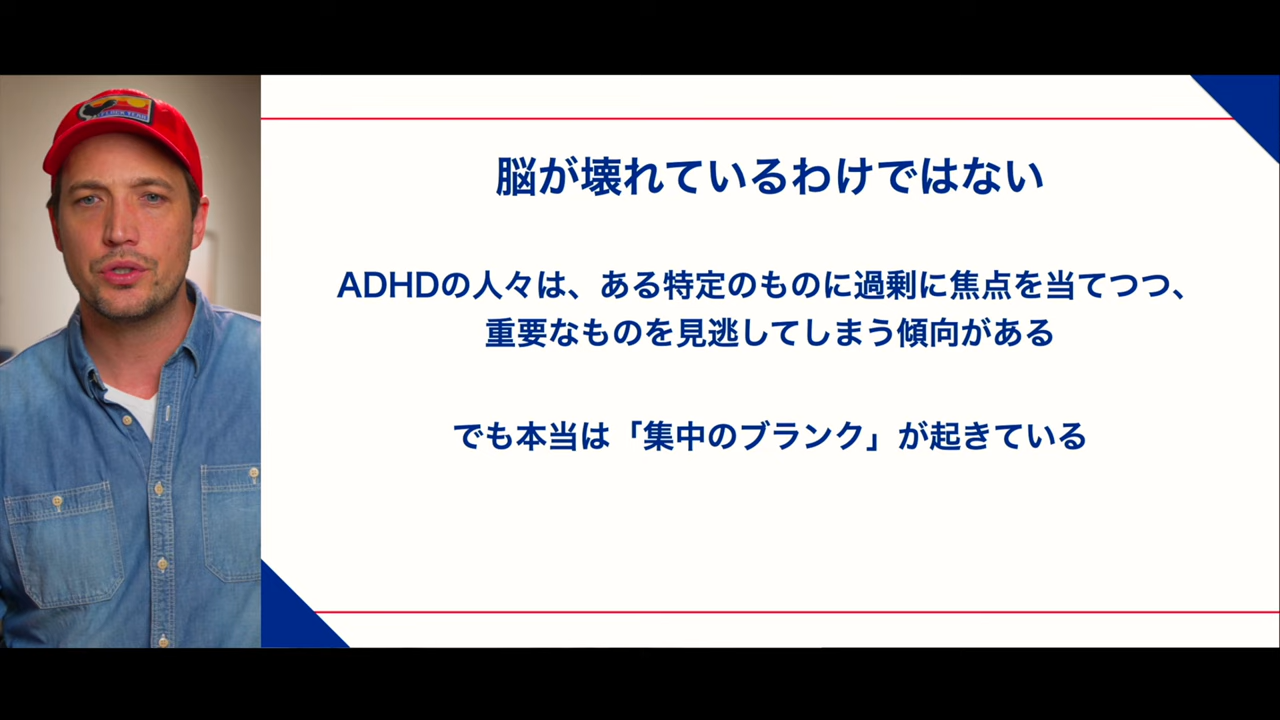 脳が壊れているわけではない
ADHDの人々は、ある特定のものに過剰に焦点を当てつつ、
重要なものを見逃してしまう傾向がある
でも本当は「集中のブランク」が起きている